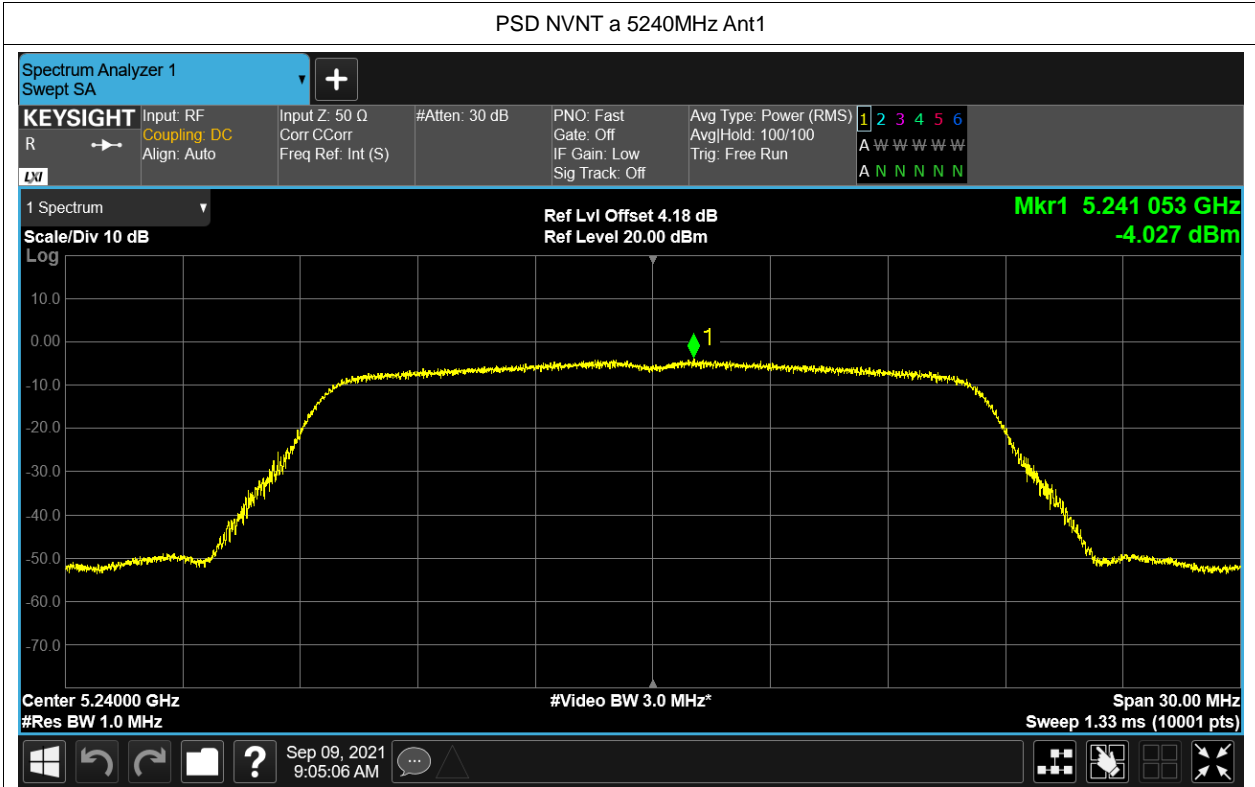 PSD NVNT a 5240MHz Ant1
Spectrum Analyzer 1
Swept SA
KEYSIGHT
R
LXI
Input: RF
Coupling: DC
Align: Auto
Input Z: 50 Ω
Corr CCorr
Freq Ref: Int (S)
#Atten: 30 dB
PNO: Fast
Gate: Off
IF Gain: Low
Sig Track: Off
Avg Type: Power (RMS)
Avg|Hold: 100/100
Trig: Free Run
1 2 3 4 5 6
A W W W W W
A N N N N N
1 Spectrum
Scale/Div 10 dB
Log
Ref Lvl Offset 4.18 dB
Ref Level 20.00 dBm
Mkr1 5.241 053 GHz
-4.027 dBm
1
10.0
0.00
-10.0
-20.0
-30.0
-40.0
-50.0
-60.0
-70.0
Center 5.24000 GHz
#Res BW 1.0 MHz
#Video BW 3.0 MHz*
Span 30.00 MHz
Sweep 1.33 ms (10001 pts)
?
Sep 09, 2021
9:05:06 AM